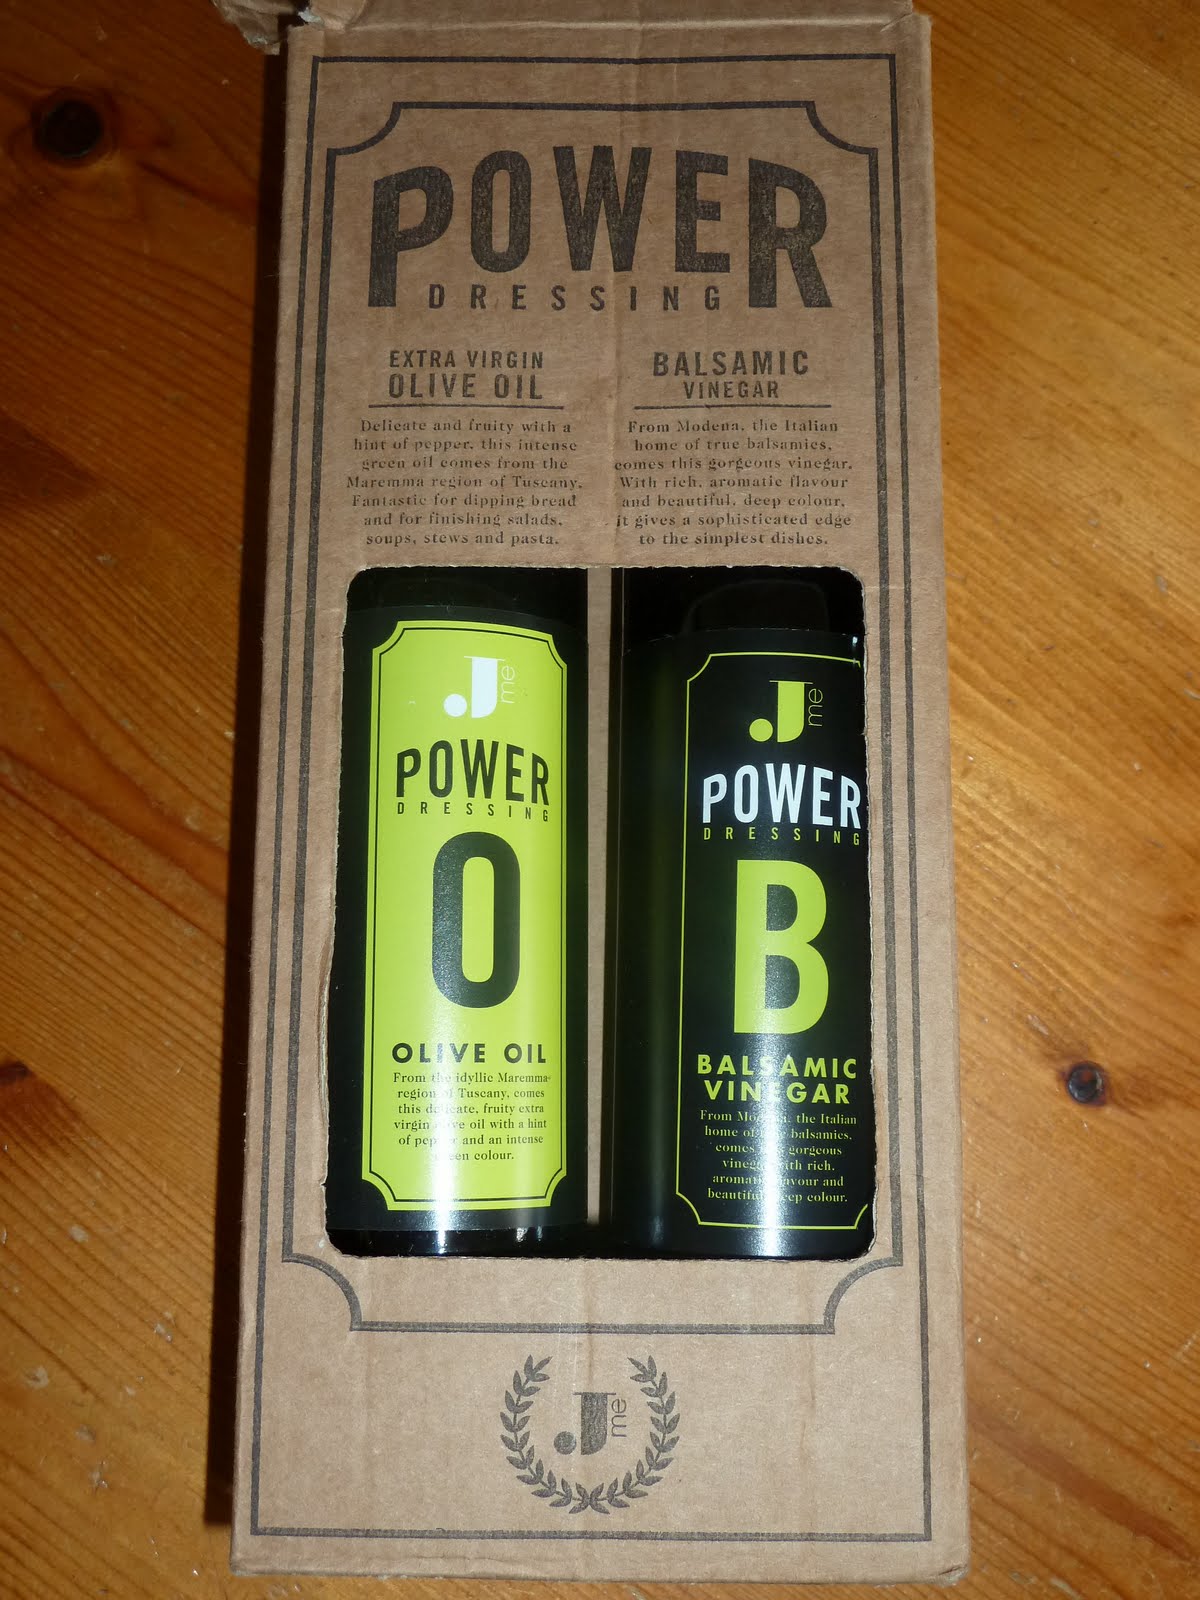 POWER
DRESSING
EXTRA VIRGIN
OLIVE OIL
Delicate and fruity with a
hint of pepper, this intense
green oil comes from the
Maremma region of Tuscany.
Fantastic for dipping bread
and for finishing salads,
soups, stews and pasta.
BALSAMIC
VINEGAR
From Modena, the Italian
home of true balsamics,
comes this gorgeous vinegar.
With rich, aromatic flavour
and beautiful, deep colour,
it gives a sophisticated edge
to the simplest dishes.
Jme
POWER
DRESSING
O
OLIVE OIL
From the idyllic Maremma
region of Tuscany, comes
this delicate, fruity extra
virgin olive oil with a hint
of pepper and an intense
green colour.
Jme
POWER
DRESSING
B
BALSAMIC
VINEGAR
From Modena, the Italian
home of true balsamics,
comes this gorgeous
vinegar with rich,
aromatic flavour and
beautiful, deep colour.
Jme